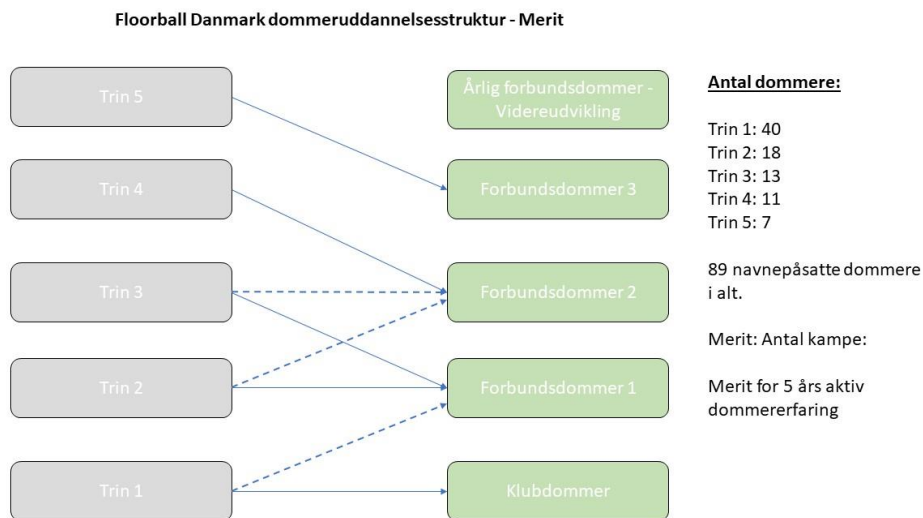 Floorball Danmark dommeruddannelsesstruktur - Merit
Trin 5
Trin 4
Trin 3
Trin 2
Trin 1
Årlig forbundsdommer -
Videreudvikling
Forbundsdommer 3
Forbundsdommer 2
Forbundsdommer 1
Klubdommer
Antal dommere:
Trin 1: 40
Trin 2: 18
Trin 3: 13
Trin 4: 11
Trin 5: 7
89 navnepåsatte dommere
i alt.
Merit: Antal kampe:
Merit for 5 års aktiv
dommererfaring